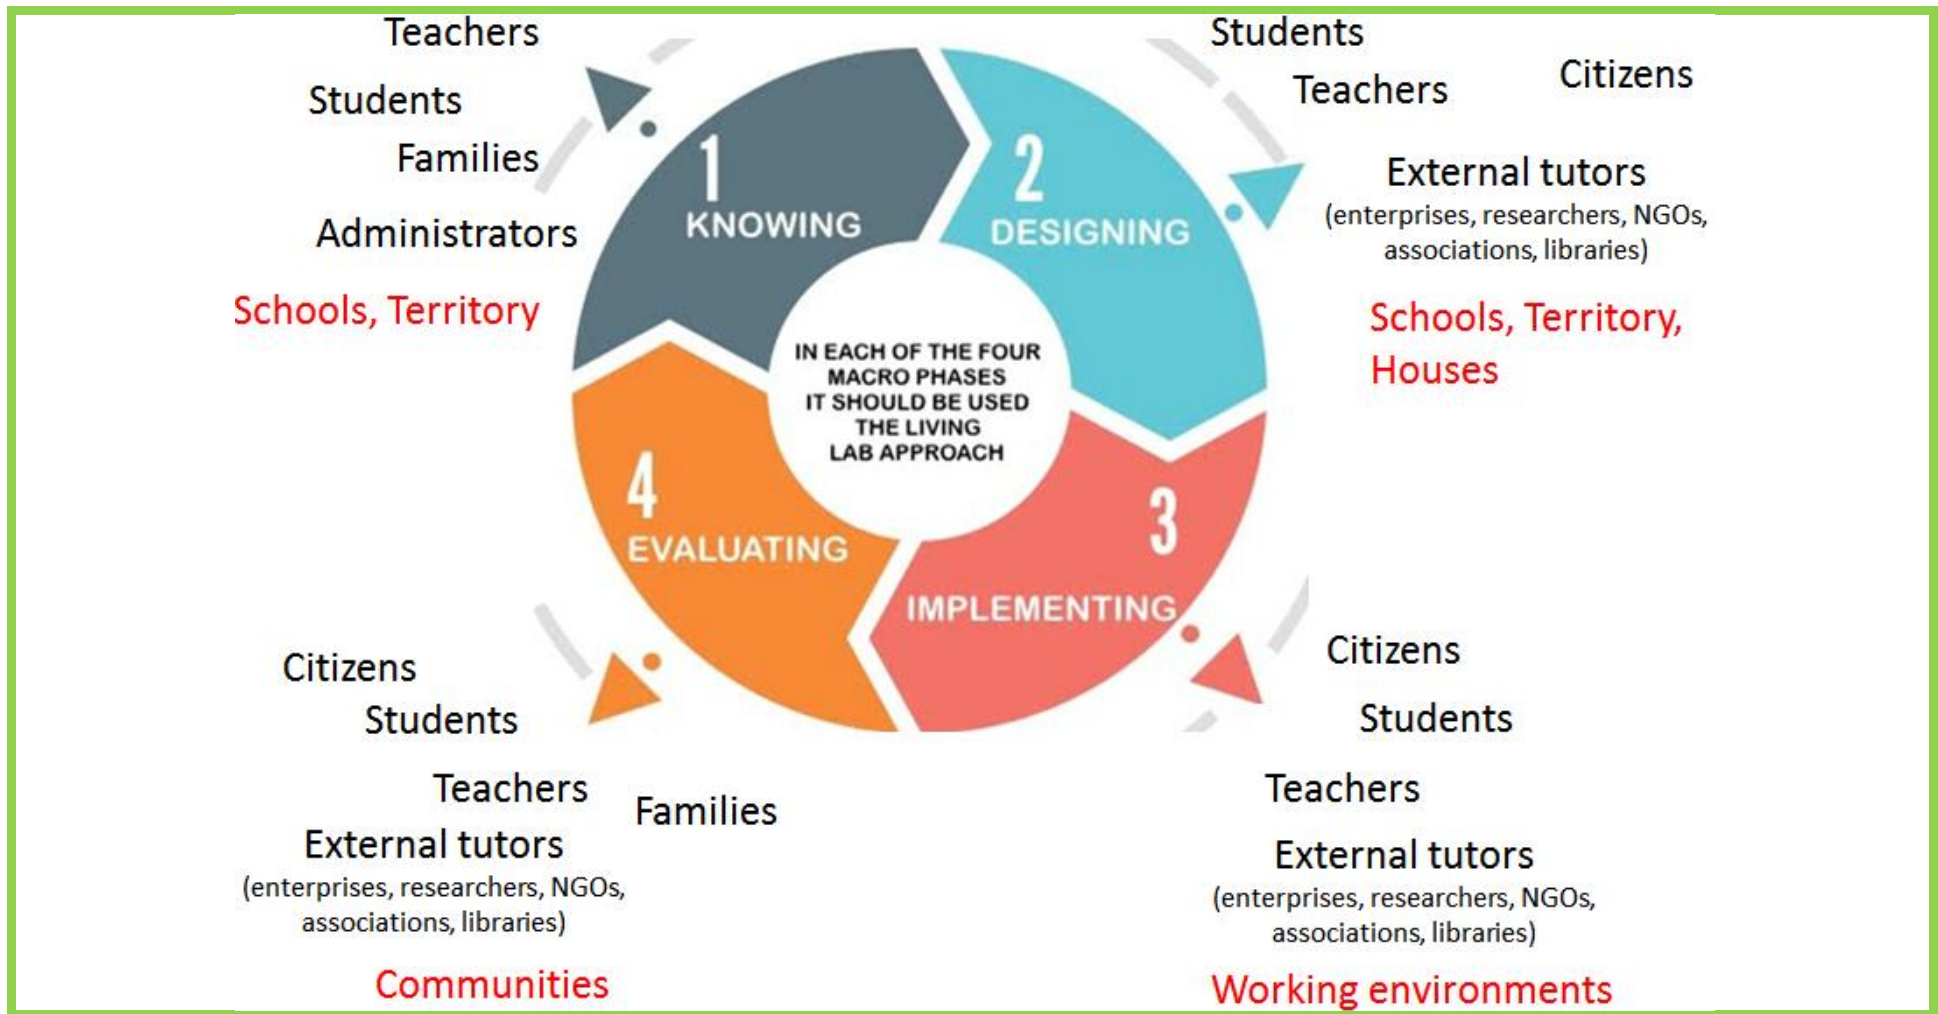 Teachers
Students
Families
Administrators
Schools, Territory
1
KNOWING
2
DESIGNING
Students
Teachers
Citizens
External tutors
(enterprises, researchers, NGOs,
associations, libraries)
Schools, Territory,
Houses
IN EACH OF THE FOUR
MACRO PHASES
IT SHOULD BE USED
THE LIVING
LAB APPROACH
3
IMPLEMENTING
Citizens
Students
Teachers
External tutors
(enterprises, researchers, NGOs,
associations, libraries)
Working environments
4
EVALUATING
Citizens
Students
Teachers
Families
External tutors
(enterprises, researchers, NGOs,
associations, libraries)
Communities